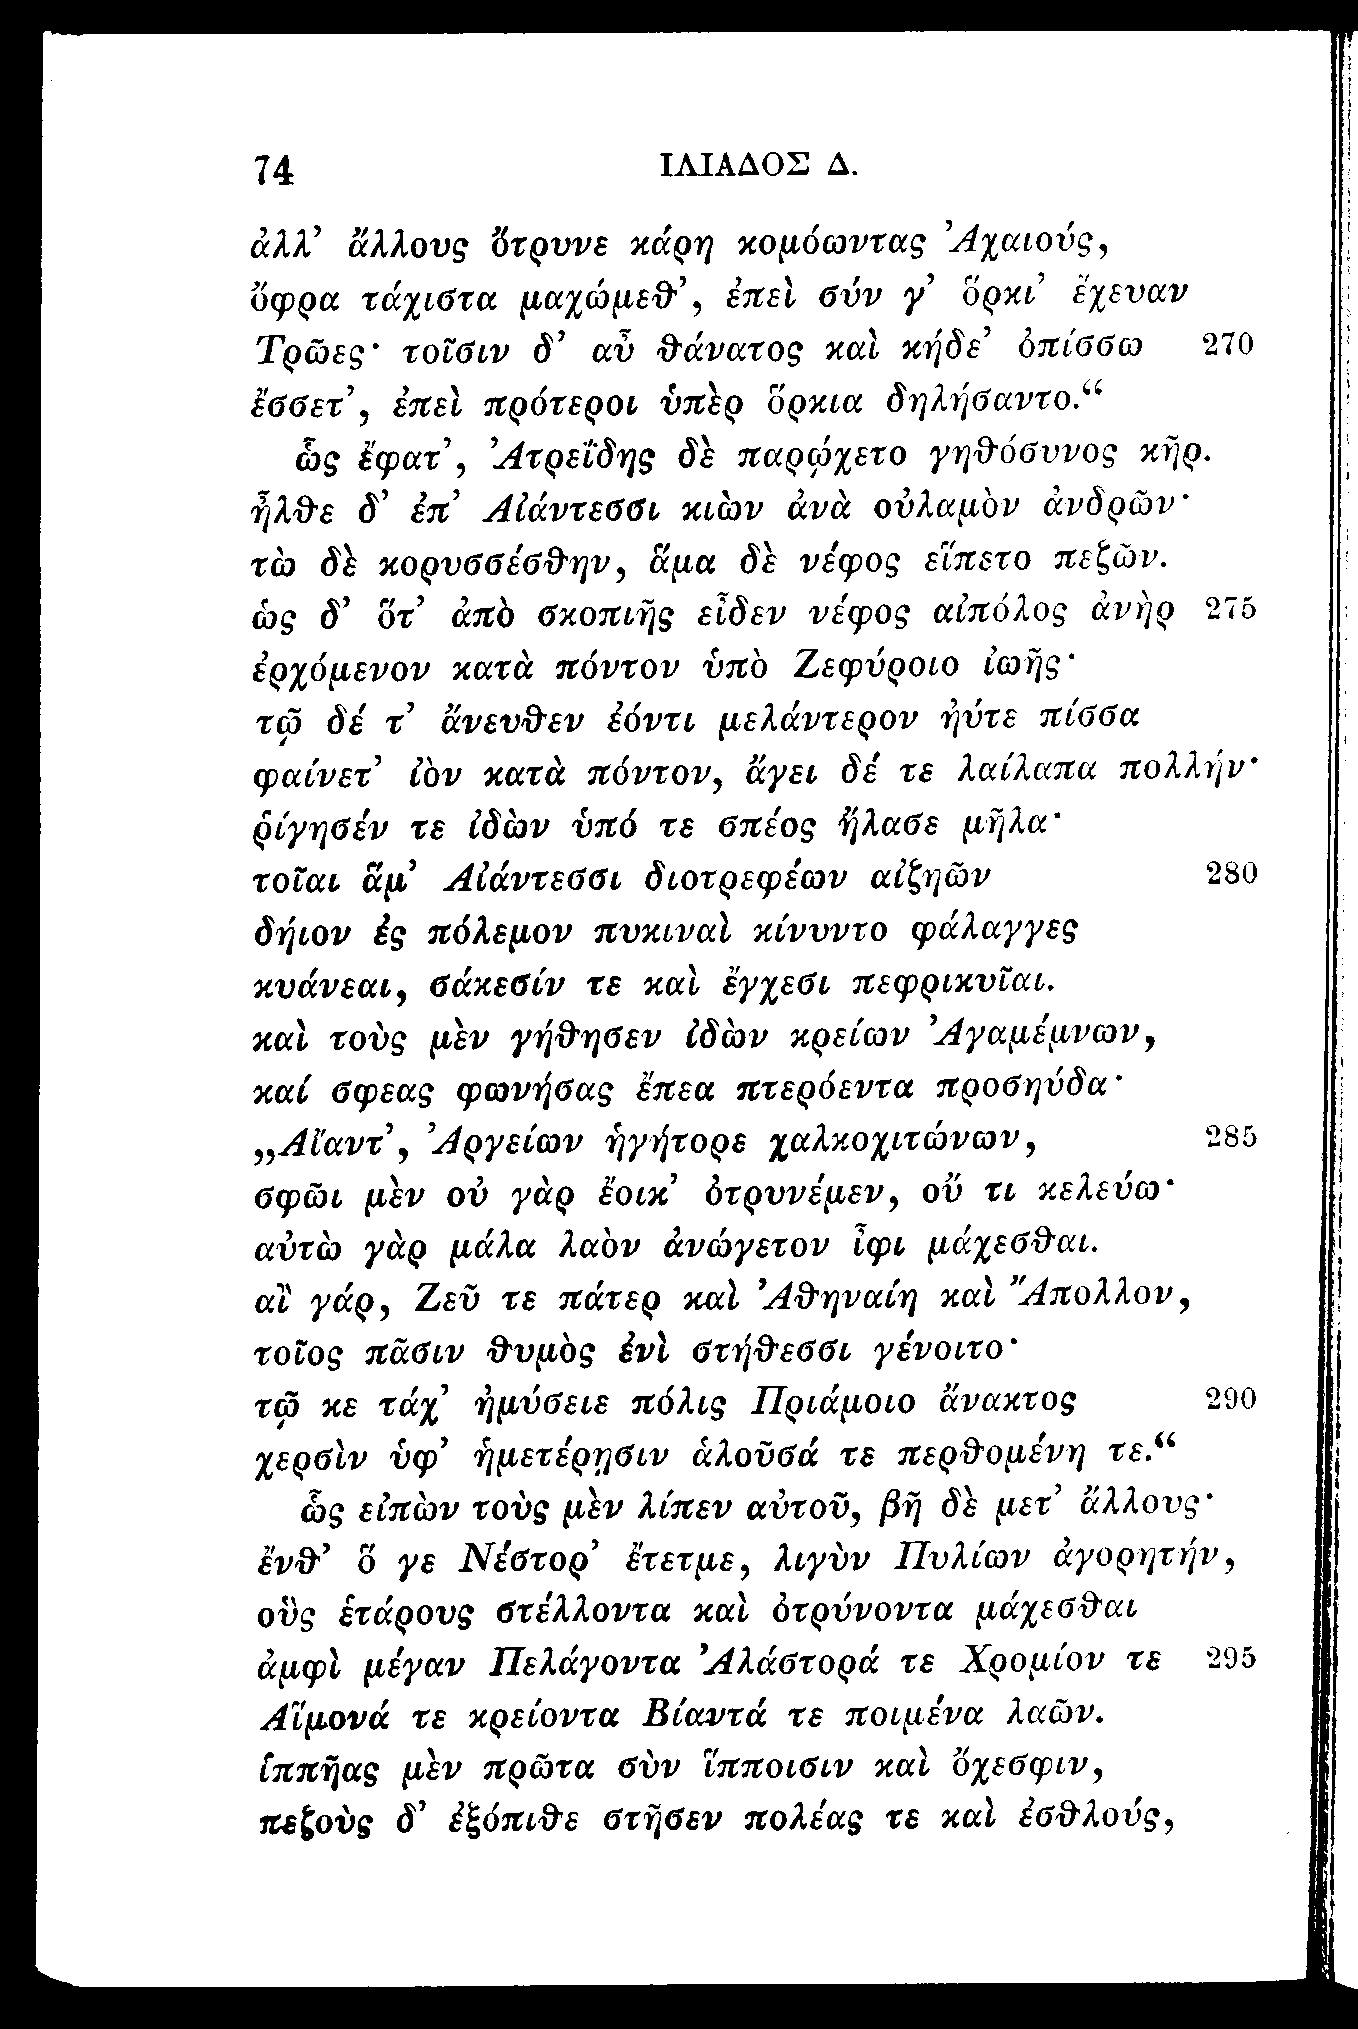 74 ΙΛΙΑΔΟΣ Δ.
ἀλλ’ ἄλλους ὄτρυνε κάρη κομόωντας Ἀχαιούς,
ὄφρα τάχιστα μαχώμεθ’, ἐπεὶ σύν γ’ ὅρκι’ ἔχευαν
Τρῶες· τοῖσιν δ’ αὖ θάνατος καὶ κήδε’ ὀπίσσω 270
ἔσσετ’, ἐπεὶ πρότεροι ὑπὲρ ὅρκια δηλήσαντο.“
ὣς ἔφατ’, Ἀτρεΐδης δὲ παρῴχετο γηθόσυνος κῆρ.
ἦλθε δ’ ἐπ’ Αἰάντεσσι κιὼν ἀνὰ οὐλαμὸν ἀνδρῶν·
τὼ δὲ κορυσσέσθην, ἅμα δὲ νέφος εἵπετο πεζῶν.
ὡς δ’ ὅτ’ ἀπὸ σκοπιῆς εἶδεν νέφος αἰπόλος ἀνὴρ 275
ἐρχόμενον κατὰ πόντον ὑπὸ Ζεφύροιο ἰωῆς·
τῷ δέ τ’ ἄνευθεν ἐόντι μελάντερον ἠύτε πίσσα
φαίνετ’ ἰὸν κατὰ πόντον, ἄγει δέ τε λαίλαπα πολλήν·
ῥίγησέν τε ἰδὼν ὑπό τε σπέος ἤλασε μῆλα·
τοῖαι ἅμ’ Αἰάντεσσι διοτρεφέων αἰζηῶν 280
δήιον ἐς πόλεμον πυκιναὶ κίνυντο φάλαγγες
κυάνεαι, σάκεσίν τε καὶ ἔγχεσι πεφρικυῖαι.
καὶ τοὺς μὲν γήθησεν ἰδὼν κρείων Ἀγαμέμνων,
καί σφεας φωνήσας ἔπεα πτερόεντα προσηύδα·
„Αἴαντ’, Ἀργείων ἡγήτορε χαλκοχιτώνων, 285
σφῶι μὲν οὐ γὰρ ἔοικ’ ὀτρυνέμεν, οὔ τι κελεύω·
αὐτὼ γὰρ μάλα λαὸν ἀνώγετον ἶφι μάχεσθαι.
αἲ γάρ, Ζεῦ τε πάτερ καὶ Ἀθηναίη καὶ Ἄπολλον,
τοῖος πᾶσιν θυμὸς ἐνὶ στήθεσσι γένοιτο·
τῷ κε τάχ’ ἠμύσειε πόλις Πριάμοιο ἄνακτος 290
χερσὶν ὑφ’ ἡμετέρῃσιν ἁλοῦσά τε περθομένη τε.“
ὣς εἰπὼν τοὺς μὲν λίπεν αὐτοῦ, βῆ δὲ μετ’ ἄλλους·
ἔνθ’ ὅ γε Νέστορ’ ἔτετμε, λιγὺν Πυλίων ἀγορητήν,
οὓς ἑτάρους στέλλοντα καὶ ὀτρύνοντα μάχεσθαι
ἀμφὶ μέγαν Πελάγοντα Ἀλάστορά τε Χρομίον τε 295
Αἵμονά τε κρείοντα Βίαντά τε ποιμένα λαῶν.
ἱππῆας μὲν πρῶτα σὺν ἵπποισιν καὶ ὄχεσφιν,
πεζοὺς δ’ ἐξόπιθε στῆσεν πολέας τε καὶ ἐσθλούς,